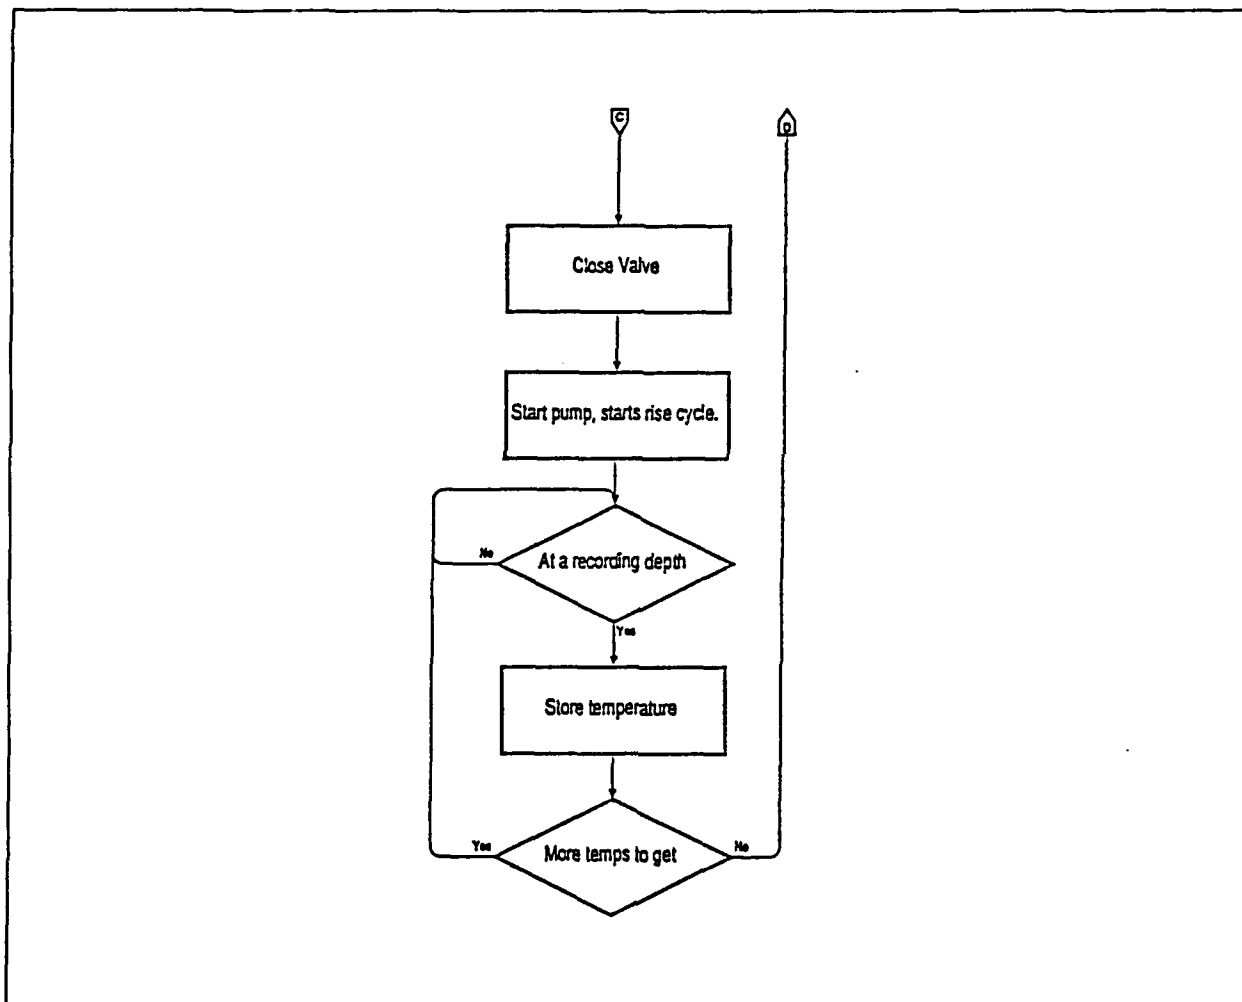 C
D
Close Valve
Start pump, starts rise cycle.
No
At a recording depth
Yes
Store temperature
Yes
More temps to get
No